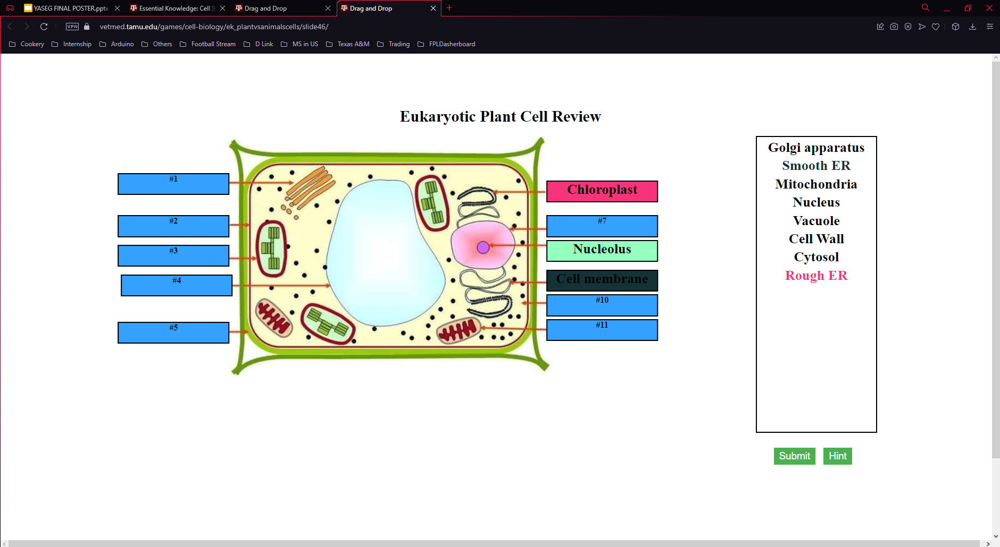 YASEG FINAL POSTER.pptx
Essential Knowledge: Cell S
Drag and Drop
Drag and Drop
VPN
vetmed.tamu.edu/games/cell-biology/ek_plantvsanimalscells/slide46/
Cookery
Internship
Arduino
Others
Football Stream
D Link
MS in US
Texas A&M
Trading
FPLDasherboard
Eukaryotic Plant Cell Review
#1
#2
#3
#4
#5
Chloroplast
#7
Nucleolus
Cell membrane
#10
#11
Golgi apparatus
Smooth ER
Mitochondria
Nucleus
Vacuole
Cell Wall
Cytosol
Rough ER
Submit
Hint